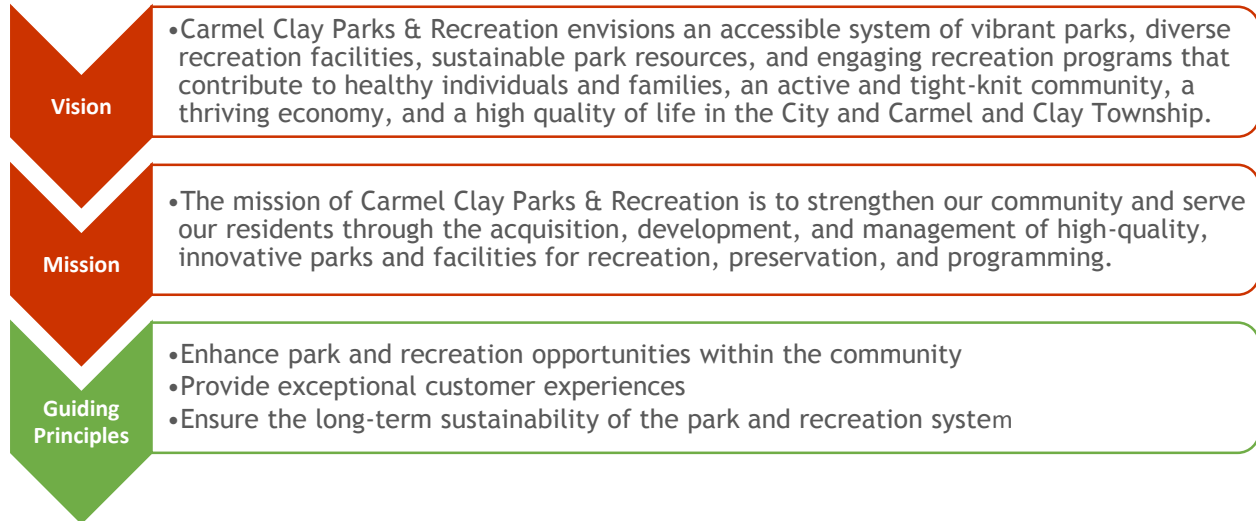 Vision
•Carmel Clay Parks & Recreation envisions an accessible system of vibrant parks, diverse
recreation facilities, sustainable park resources, and engaging recreation programs that
contribute to healthy individuals and families, an active and tight-knit community, a
thriving economy, and a high quality of life in the City and Carmel and Clay Township.
Mission
•The mission of Carmel Clay Parks & Recreation is to strengthen our community and serve
our residents through the acquisition, development, and management of high-quality,
innovative parks and facilities for recreation, preservation, and programming.
Guiding
Principles
•Enhance park and recreation opportunities within the community
•Provide exceptional customer experiences
•Ensure the long-term sustainability of the park and recreation system